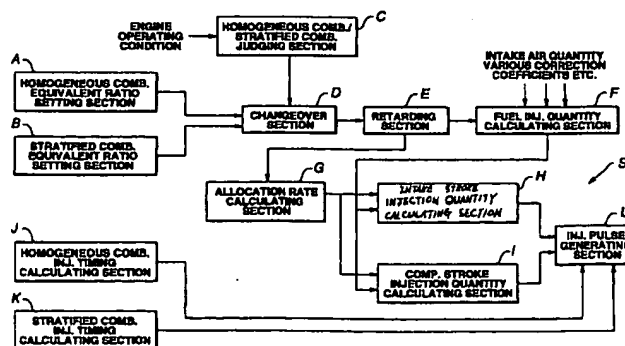 ENGINE
OPERATING
CONDITION
HOMOGENEOUS COMB./
STRATIFIED COMB.
JUDGING SECTION
C
INTAKE AIR QUANTITY
VARIOUS CORRECTION
COEFFICIENTS ETC.
A
HOMOGENEOUS COMB.
EQUIVALENT RATIO
SETTING SECTION
D
CHANGEOVER
SECTION
E
RETARDING
SECTION
F
FUEL INJ. QUANTITY
CALCULATING SECTION
B
STRATIFIED COMB.
EQUIVALENT RATIO
SETTING SECTION
G
ALLOCATION RATE
CALCULATING
SECTION
H
INTAKE STROKE
INJECTION QUANTITY
CALCULATING SECTION
S
J
HOMOGENEOUS COMB.
INJ. TIMING
CALCULATING SECTION
I
COMP. STROKE
INJECTION QUANTITY
CALCULATING SECTION
L
INJ. PULSE
GENERATING
SECTION
K
STRATIFIED COMB.
INJ. TIMING
CALCULATING SECTION